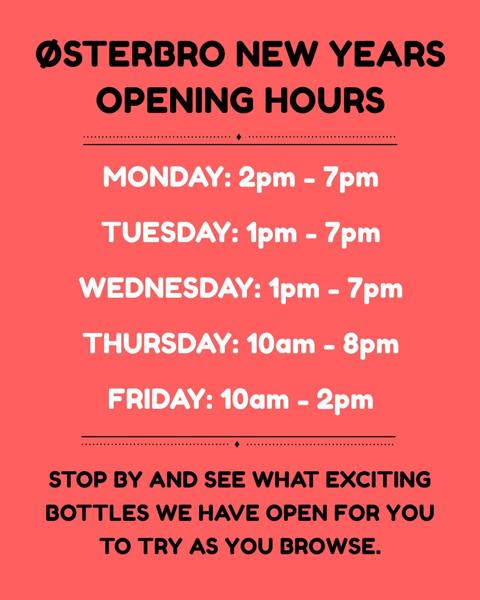 ØSTERBRO NEW YEARS
OPENING HOURS
MONDAY: 2pm - 7pm
TUESDAY: 1pm - 7pm
WEDNESDAY: 1pm - 7pm
THURSDAY: 10am - 8pm
FRIDAY: 10am - 2pm
STOP BY AND SEE WHAT EXCITING
BOTTLES WE HAVE OPEN FOR YOU
TO TRY AS YOU BROWSE.